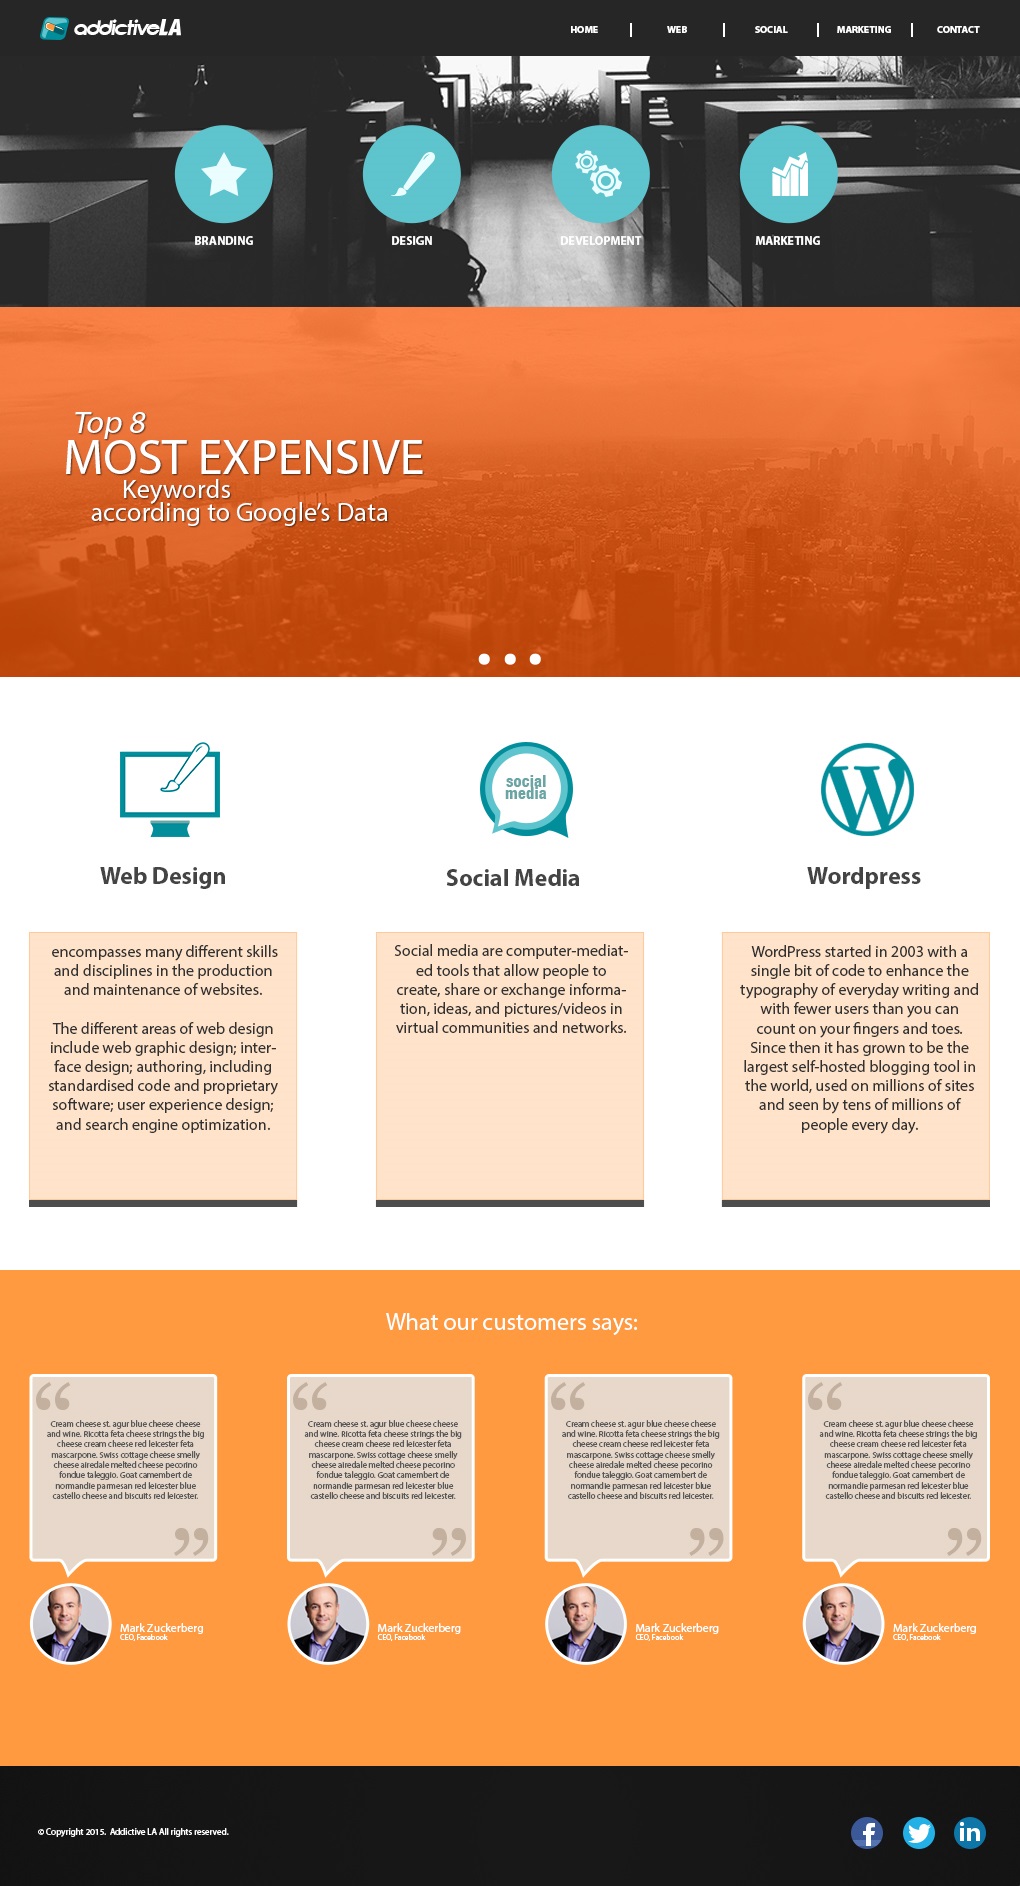 addictiveLA
HOME
WEB
SOCIAL
MARKETING
CONTACT
BRANDING
DESIGN
DEVELOPMENT
MARKETING
Top 8
MOST EXPENSIVE
Keywords
according to Google's Data
social
media
Web Design
Social Media
Wordpress
encompasses many different skills
and disciplines in the production
and maintenance of websites.
The different areas of web design
include web graphic design; inter-
face design; authoring, including
standardised code and proprietary
software; user experience design;
and search engine optimization.
Social media are computer-mediat-
ed tools that allow people to
create, share or exchange informa-
tion, ideas, and pictures/videos in
virtual communities and networks.
WordPress started in 2003 with a
single bit of code to enhance the
typography of everyday writing and
with fewer users than you can
count on your fingers and toes.
Since then it has grown to be the
largest self-hosted blogging tool in
the world, used on millions of sites
and seen by tens of millions of
people every day.
What our customers says:
Cream cheese st. agur blue cheese cheese
and wine. Ricotta feta cheese strings the big
cheese cream cheese red leicester feta
mascarpone. Swiss cottage cheese smelly
cheese airedale melted cheese pecorino
fondue taleggio. Goat camembert de
normandie parmesan red leicester blue
castello cheese and biscuits red leicester.
Mark Zuckerberg
CEO, Facebook
Cream cheese st. agur blue cheese cheese
and wine. Ricotta feta cheese strings the big
cheese cream cheese red leicester feta
mascarpone. Swiss cottage cheese smelly
cheese airedale melted cheese pecorino
fondue taleggio. Goat camembert de
normandie parmesan red leicester blue
castello cheese and biscuits red leicester.
Mark Zuckerberg
CEO, Facebook
Cream cheese st. agur blue cheese cheese
and wine. Ricotta feta cheese strings the big
cheese cream cheese red leicester feta
mascarpone. Swiss cottage cheese smelly
cheese airedale melted cheese pecorino
fondue taleggio. Goat camembert de
normandie parmesan red leicester blue
castello cheese and biscuits red leicester.
Mark Zuckerberg
CEO, Facebook
Cream cheese st. agur blue cheese cheese
and wine. Ricotta feta cheese strings the big
cheese cream cheese red leicester feta
mascarpone. Swiss cottage cheese smelly
cheese airedale melted cheese pecorino
fondue taleggio. Goat camembert de
normandie parmesan red leicester blue
castello cheese and biscuits red leicester.
Mark Zuckerberg
CEO, Facebook
© Copyright 2015. Addictive LA All rights reserved.